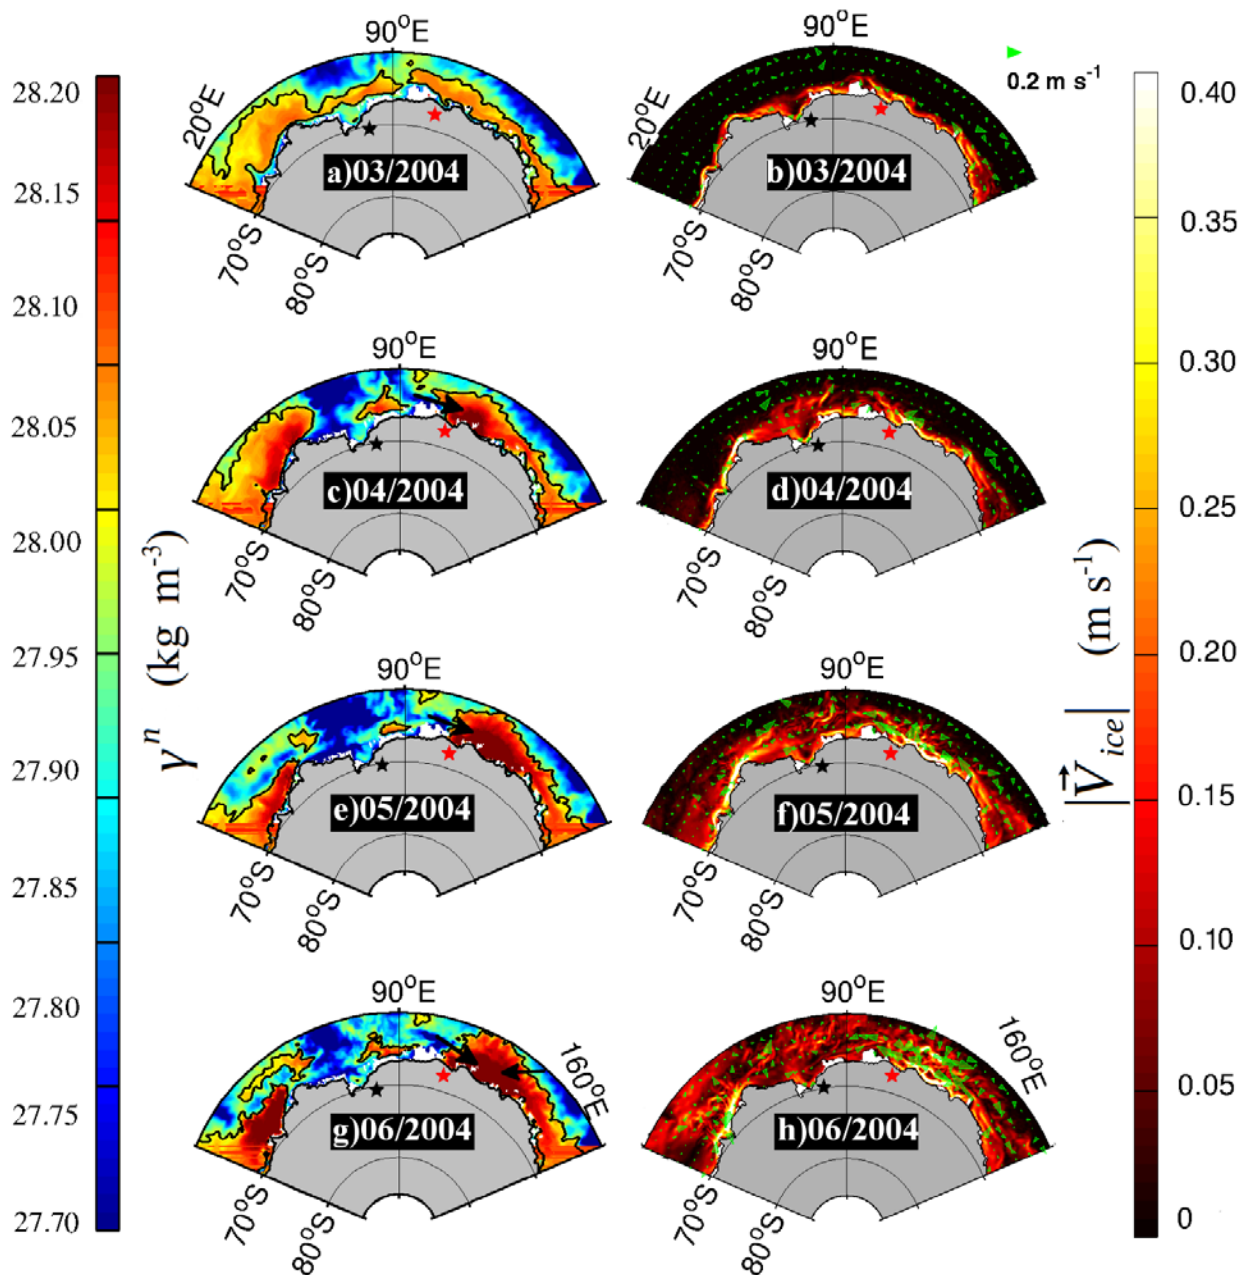 90°E
20°E
a)03/2004
70°S
80°S
90°E
0.2 m s⁻¹
20°E
b)03/2004
70°S
80°S
90°E
c)04/2004
70°S
80°S
90°E
d)04/2004
70°S
80°S
90°E
e)05/2004
70°S
80°S
90°E
f)05/2004
70°S
80°S
90°E
160°E
g)06/2004
70°S
80°S
90°E
160°E
h)06/2004
70°S
80°S
28.20
28.15
28.10
28.05
28.00
27.95
27.90
27.85
27.80
27.75
27.70
γⁿ (kg m⁻³)
0.40
0.35
0.30
0.25
0.20
0.15
0.10
0.05
0
|V⃗ice| (m s⁻¹)